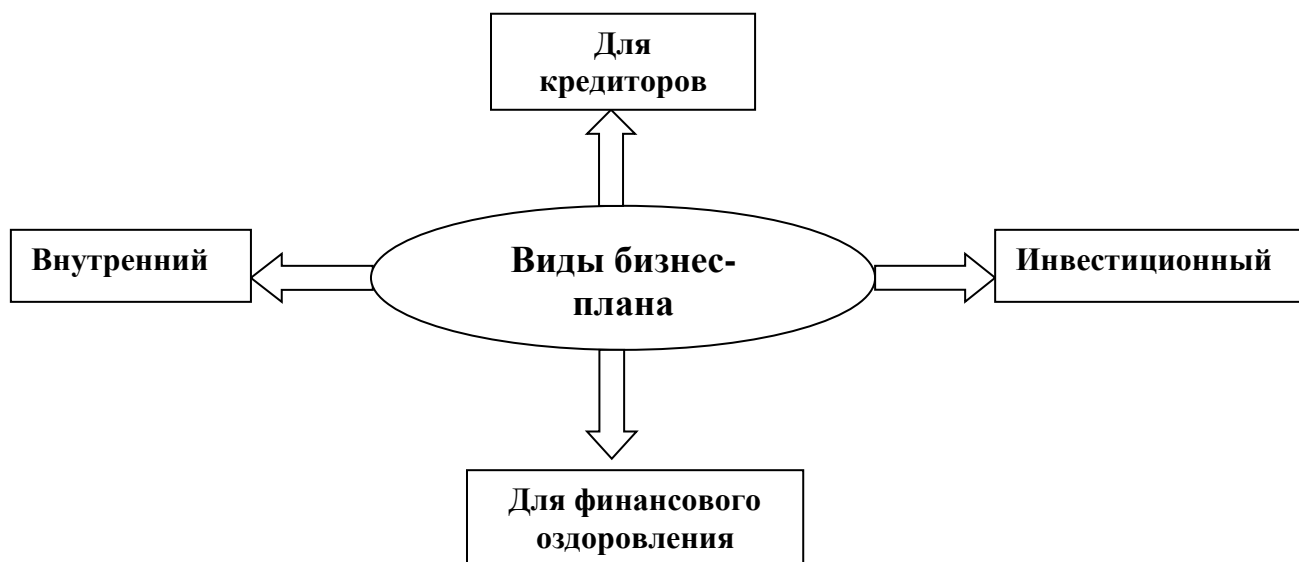 Для
кредиторов
Внутренний
Виды бизнес-
плана
Инвестиционный
Для финансового
оздоровления